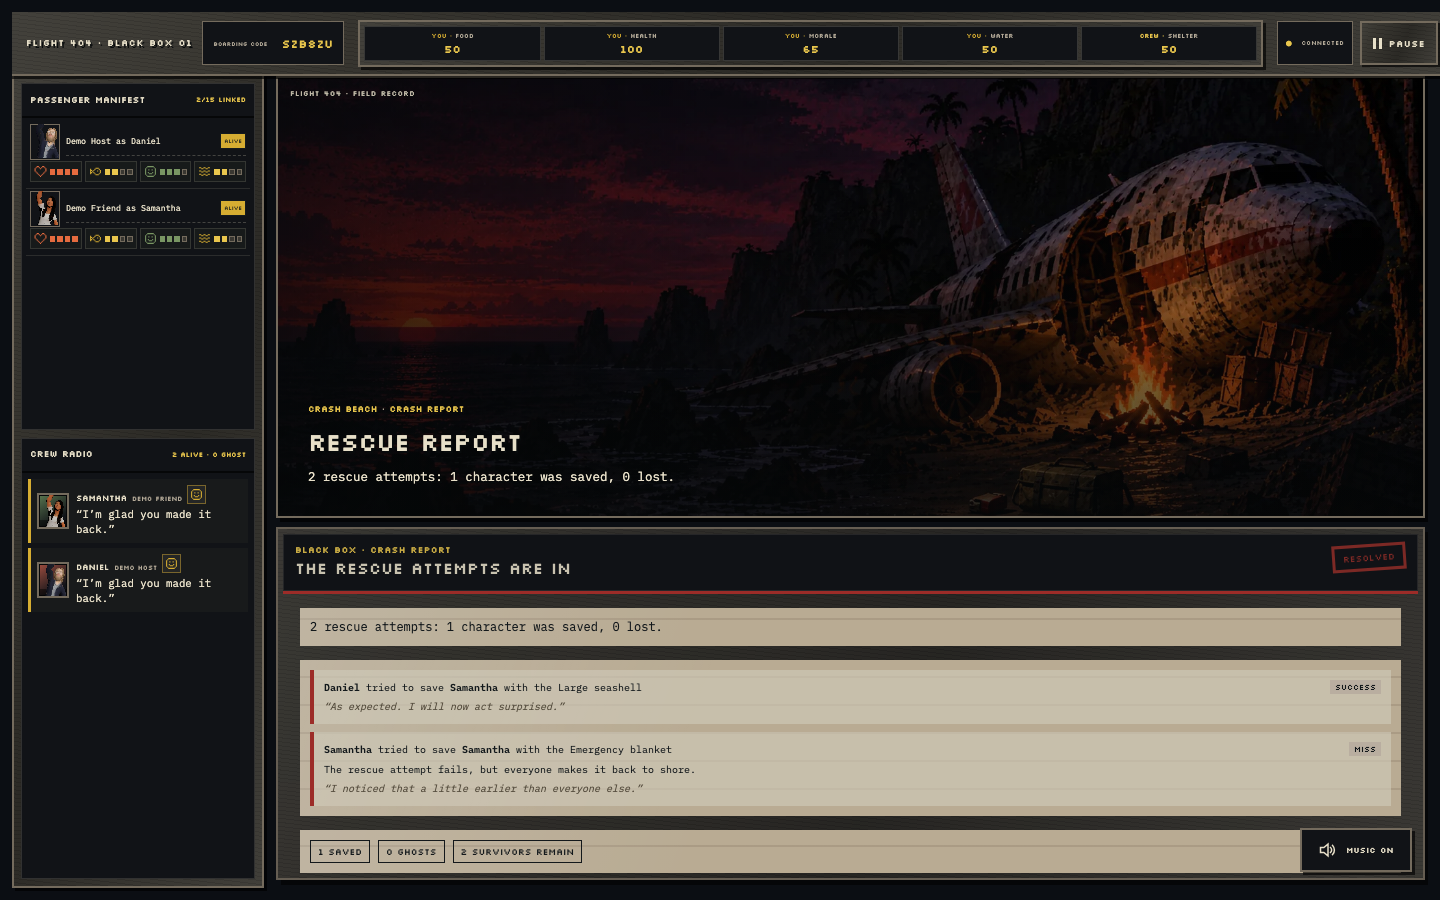 FLIGHT 404 · BLACK BOX 01
BOARDING CODE SZB8ZU
YOU · FOOD
50
YOU · HEALTH
100
YOU · MORALE
65
YOU · WATER
50
CREW · SHELTER
50
CONNECTED
PAUSE
PASSENGER MANIFEST
2/15 LINKED
Demo Host as Daniel
ALIVE
Demo Friend as Samantha
ALIVE
CREW RADIO
2 ALIVE · 0 GHOST
SAMANTHA DEMO FRIEND
“I’m glad you made it
back.”
DANIEL DEMO HOST
“I’m glad you made it
back.”
FLIGHT 404 · FIELD RECORD
CRASH BEACH · CRASH REPORT
RESCUE REPORT
2 rescue attempts: 1 character was saved, 0 lost.
BLACK BOX · CRASH REPORT
THE RESCUE ATTEMPTS ARE IN
RESOLVED
2 rescue attempts: 1 character was saved, 0 lost.
Daniel tried to save Samantha with the Large seashell
SUCCESS
“As expected. I will now act surprised.”
Samantha tried to save Samantha with the Emergency blanket
MISS
The rescue attempt fails, but everyone makes it back to shore.
“I noticed that a little earlier than everyone else.”
1 SAVED
0 GHOSTS
2 SURVIVORS REMAIN
MUSIC ON